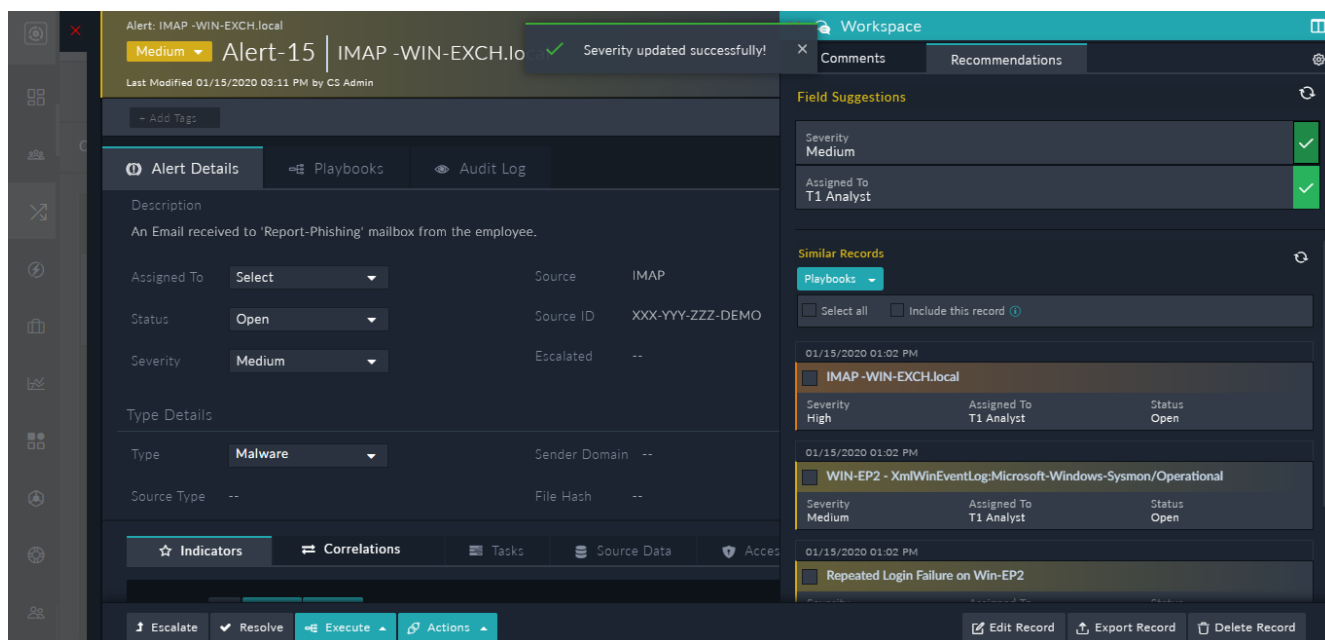 Alert: IMAP -WIN-EXCH.local
Medium Alert-15 IMAP -WIN-EXCH.lo
Last Modified 01/15/2020 03:11 PM by CS Admin
Severity updated successfully!
+ Add Tags
Alert Details Playbooks Audit Log
Description
An Email received to 'Report-Phishing' mailbox from the employee.
Assigned To Select Source IMAP
Status Open Source ID XXX-YYY-ZZZ-DEMO
Severity Medium Escalated --
Type Details
Type Malware Sender Domain --
Source Type -- File Hash --
Indicators Correlations Tasks Source Data Acces
Escalate Resolve Execute Actions
Workspace
Comments Recommendations
Field Suggestions
Severity
Medium
Assigned To
T1 Analyst
Similar Records
Playbooks
Select all Include this record
01/15/2020 01:02 PM
IMAP -WIN-EXCH.local
Severity Assigned To Status
High T1 Analyst Open
01/15/2020 01:02 PM
WIN-EP2 - XmlWinEventLog:Microsoft-Windows-Sysmon/Operational
Severity Assigned To Status
Medium T1 Analyst Open
01/15/2020 01:02 PM
Repeated Login Failure on Win-EP2
Edit Record Export Record Delete Record